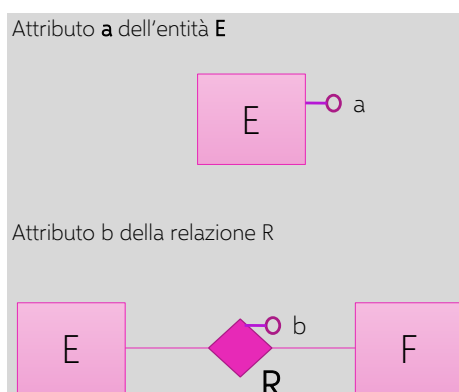 Attributo a dell'entità E
E
a
Attributo b della relazione R
E
b
F
R